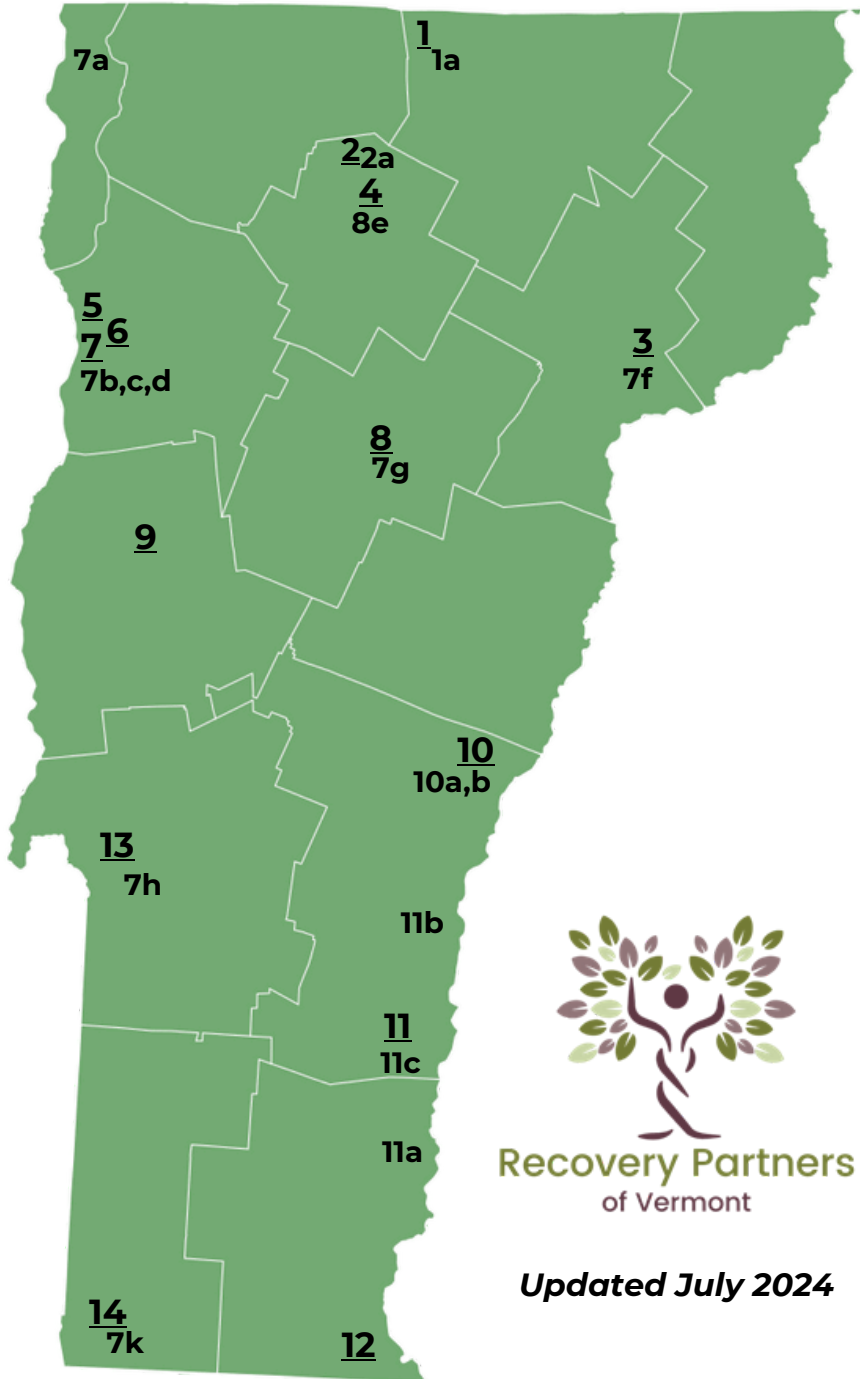 1
7a
1a
2
2a
4
8e
5
6
7
3
7b,c,d
7f
8
7g
9
10
10a,b
13
7h
11b
11
11c
11a
Recovery Partners
of Vermont
Updated July 2024
14
7k
12